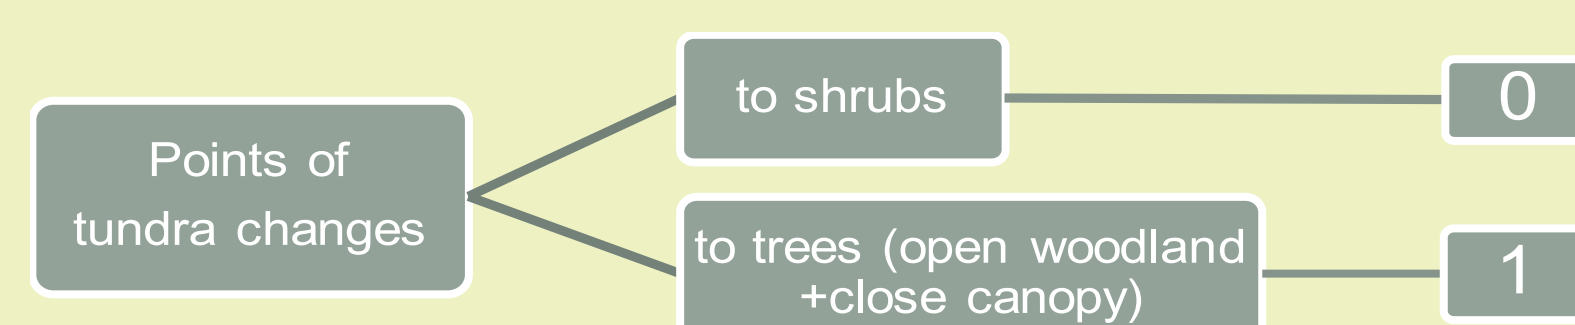 Points of
tundra changes
to shrubs
0
to trees (open woodland
+close canopy)
1